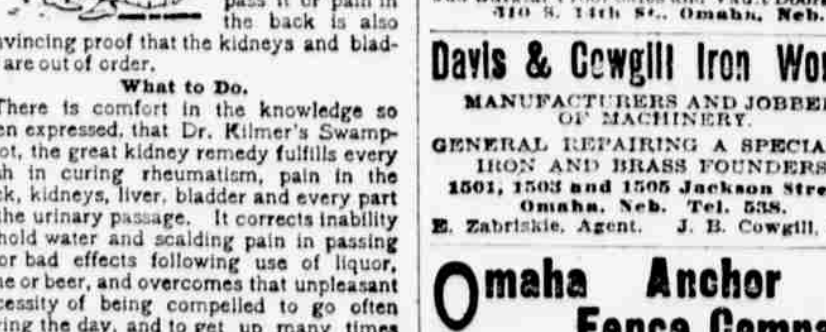 pass it or pain in
the back is also
nvincing proof that the kidneys and blad-
are out of order.
What to Do.
There is comfort in the knowledge so
en expressed, that Dr. Kilmer's Swamp-
ot, the great kidney remedy fulfills every
sh in curing rheumatism, pain in the
ck, kidneys, liver, bladder and every part
the urinary passage. It corrects inability
hold water and scalding pain in passing
or bad effects following use of liquor,
ne or beer, and overcomes that unpleasant
cessity of being compelled to go often
ring the day, and to get up many times
310 S. 14th St., Omaha, Neb.
Davis & Cowgill Iron Wor
MANUFACTURERS AND JOBBER
OF MACHINERY.
GENERAL REPAIRING A SPECIA
IRON AND BRASS FOUNDERS
1501, 1503 and 1505 Jackson Stre
Omaha, Neb. Tel. 538.
E. Zabriskie, Agent. J. B. Cowgill,
Omaha Anchor
Fence Compa